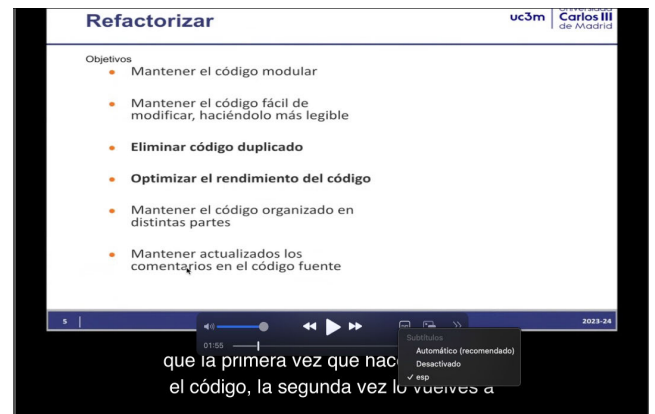 Refactorizar
uc3m
Universidad
Carlos III
de Madrid
Objetivos
Mantener el código modular
Mantener el código fácil de
modificar, haciéndolo más legible
Eliminar código duplicado
Optimizar el rendimiento del código
Mantener el código organizado en
distintas partes
Mantener actualizados los
comentarios en el código fuente
5
2023-24
01:55
Subtítulos
Automático (recomendado)
Desactivado
✓ esp
que la primera vez que
el código, la segunda vez lo vuelves a